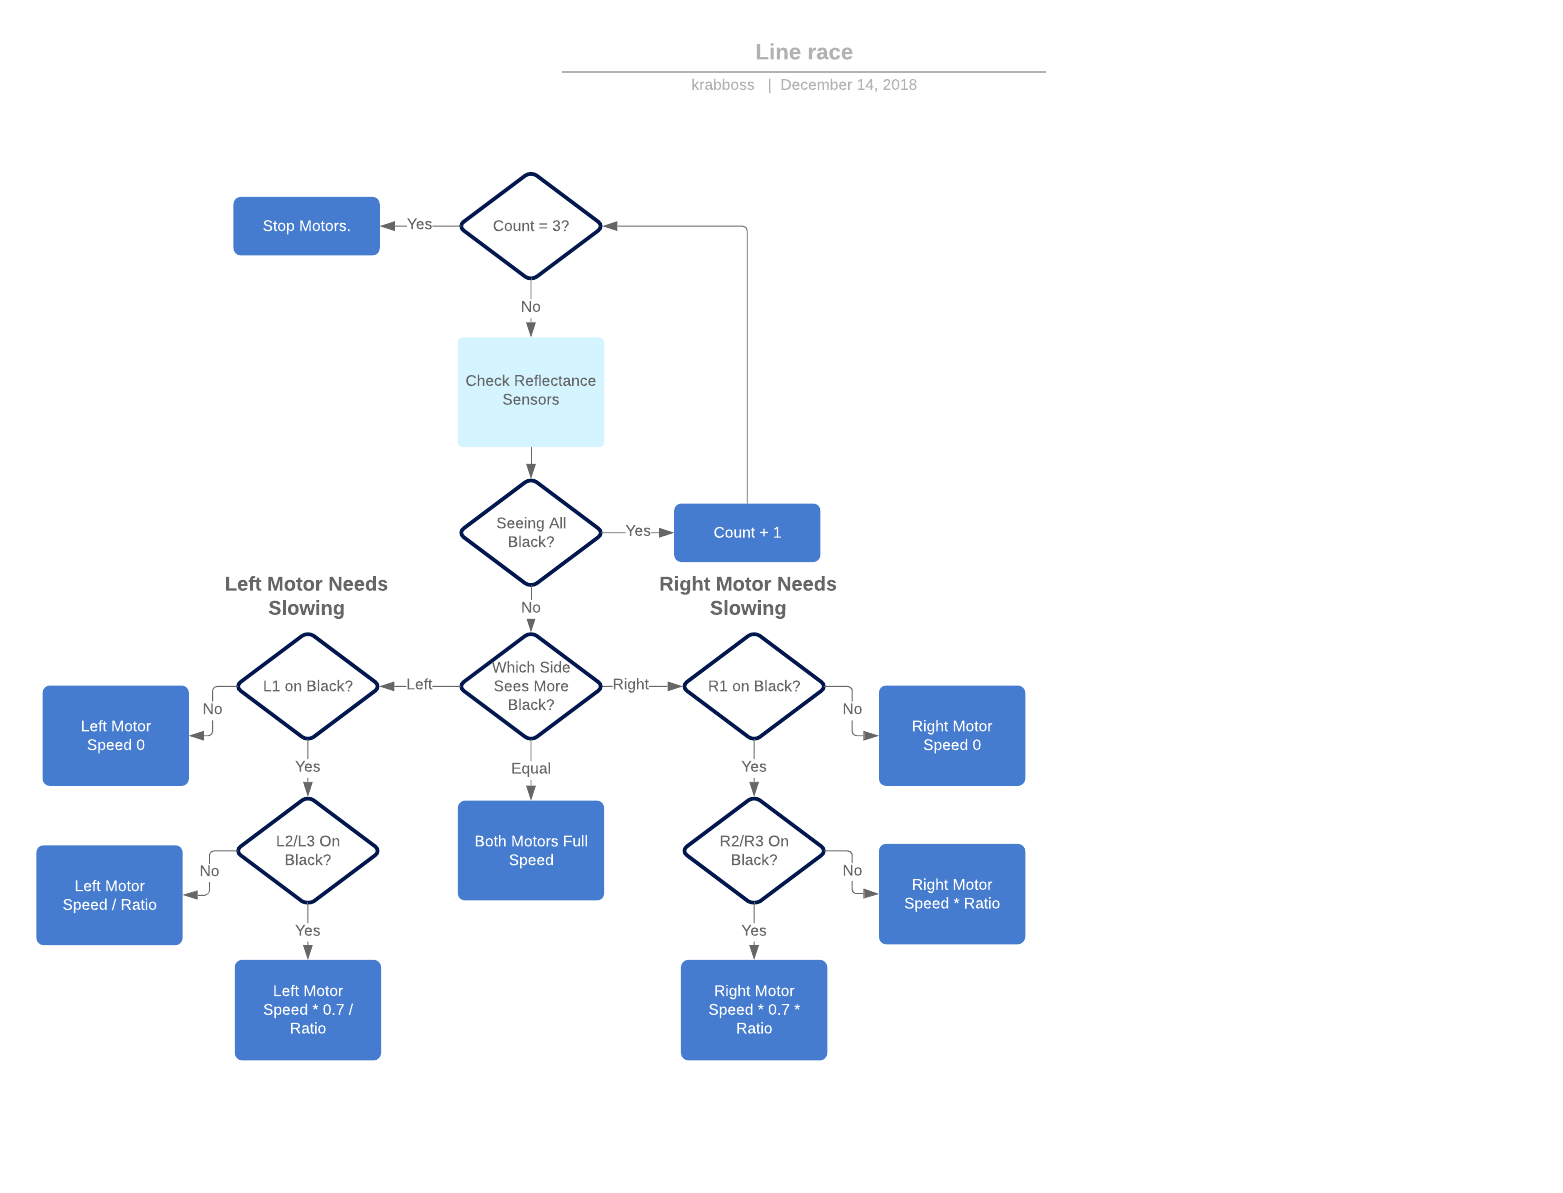 Line race
krabboss | December 14, 2018
Stop Motors.
Yes
Count = 3?
No
Check Reflectance
Sensors
Seeing All
Black?
Yes
Count + 1
Left Motor Needs
Slowing
Right Motor Needs
Slowing
No
L1 on Black?
Left
Which Side
Sees More
Black?
Right
R1 on Black?
No
Left Motor
Speed 0
No
Right Motor
Speed 0
Yes
Equal
Yes
L2/L3 On
Black?
Both Motors Full
Speed
R2/R3 On
Black?
No
Left Motor
Speed / Ratio
No
Right Motor
Speed * Ratio
Yes
Yes
Left Motor
Speed * 0.7 /
Ratio
Right Motor
Speed * 0.7 *
Ratio